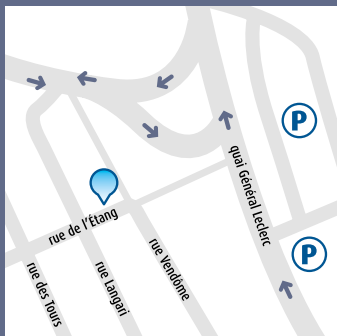 P
quai Général Leclerc
rue de l'Étang
P
rue Vendôme
rue Langari
rue des Tours